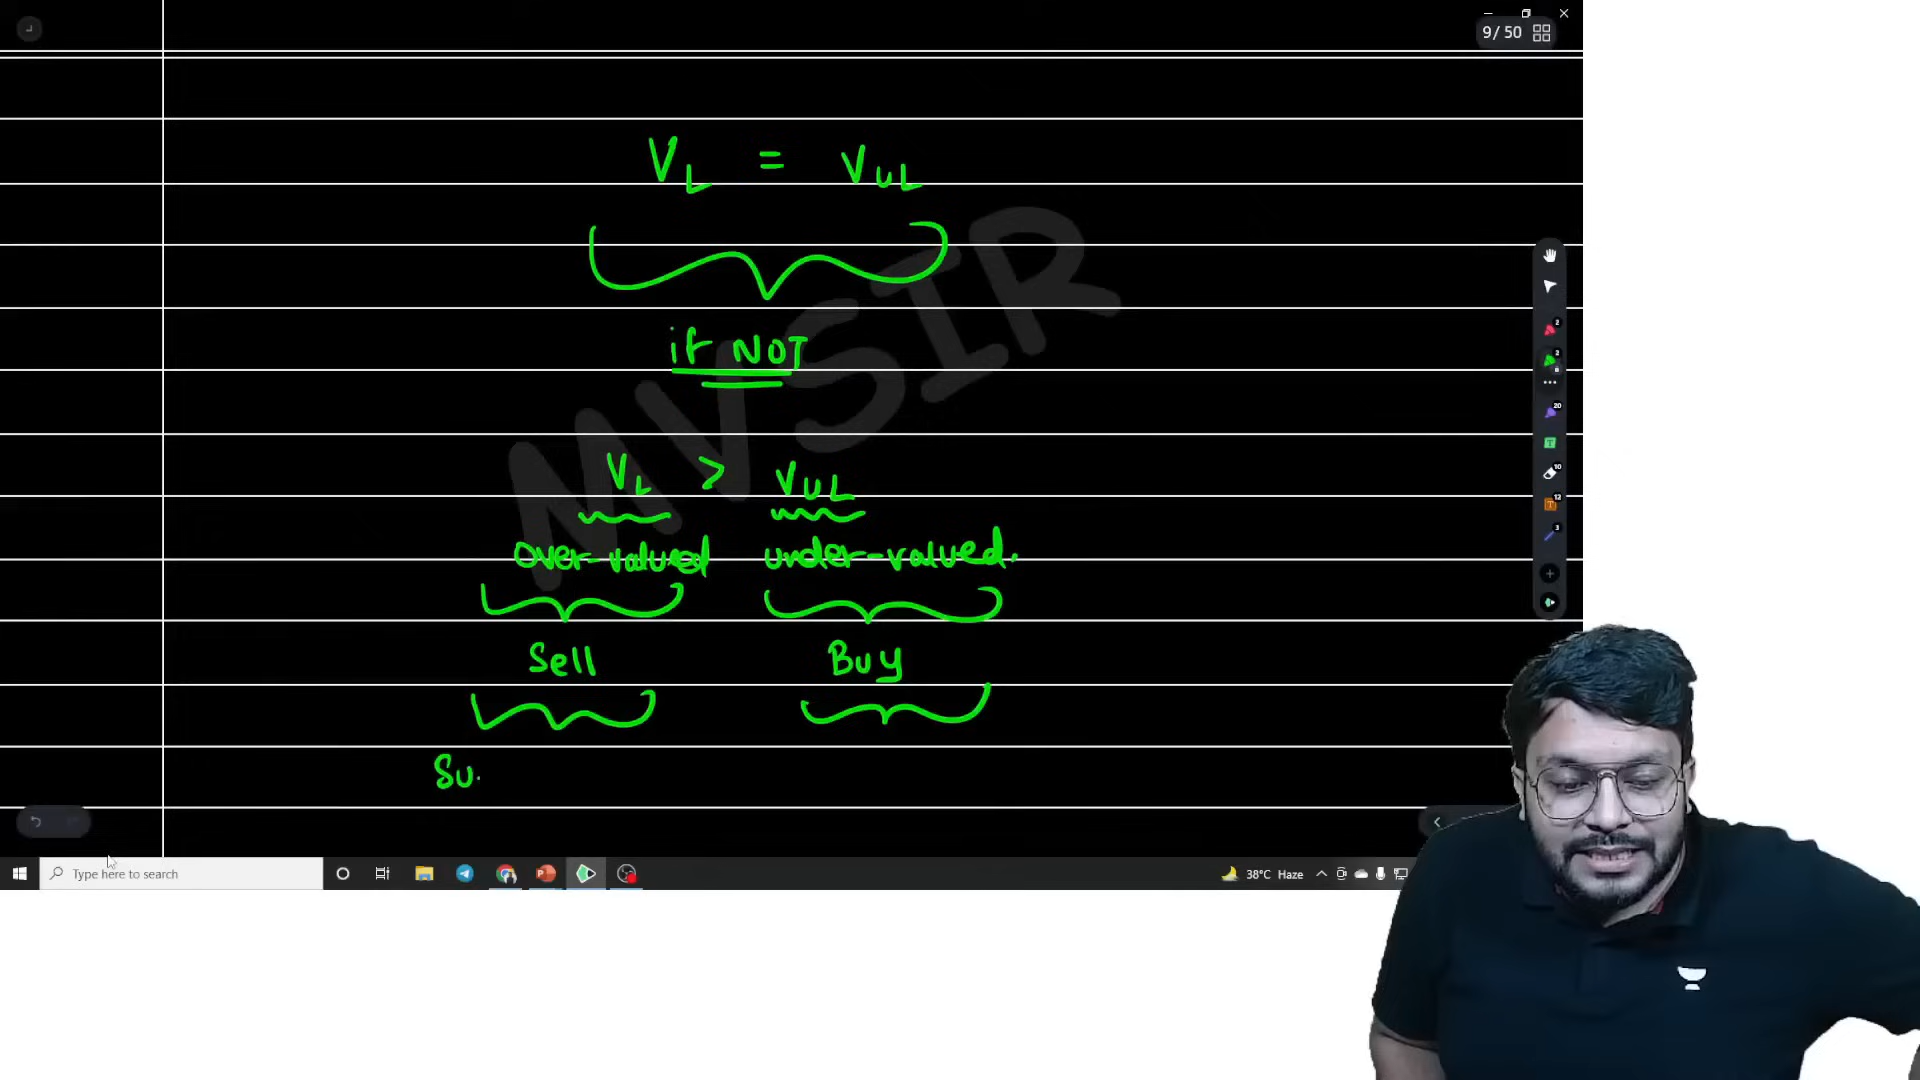 9/50
V_L = V_UL
if NOT
V_L > V_UL
over-valued under-valued.
Sell Buy
Su.
MVSIR
Type here to search
38°C Haze